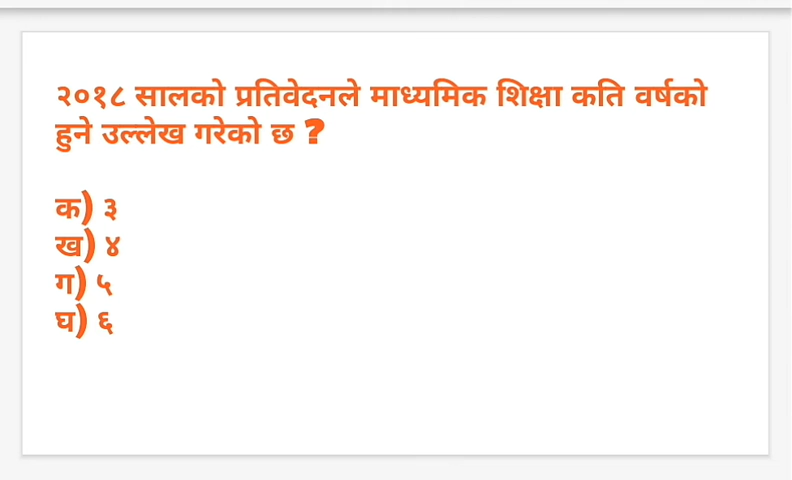 २०१८ सालको प्रतिवेदनले माध्यमिक शिक्षा कति वर्षको
हुने उल्लेख गरेको छ ?
क) ३
ख) ४
ग) ५
घ) ६